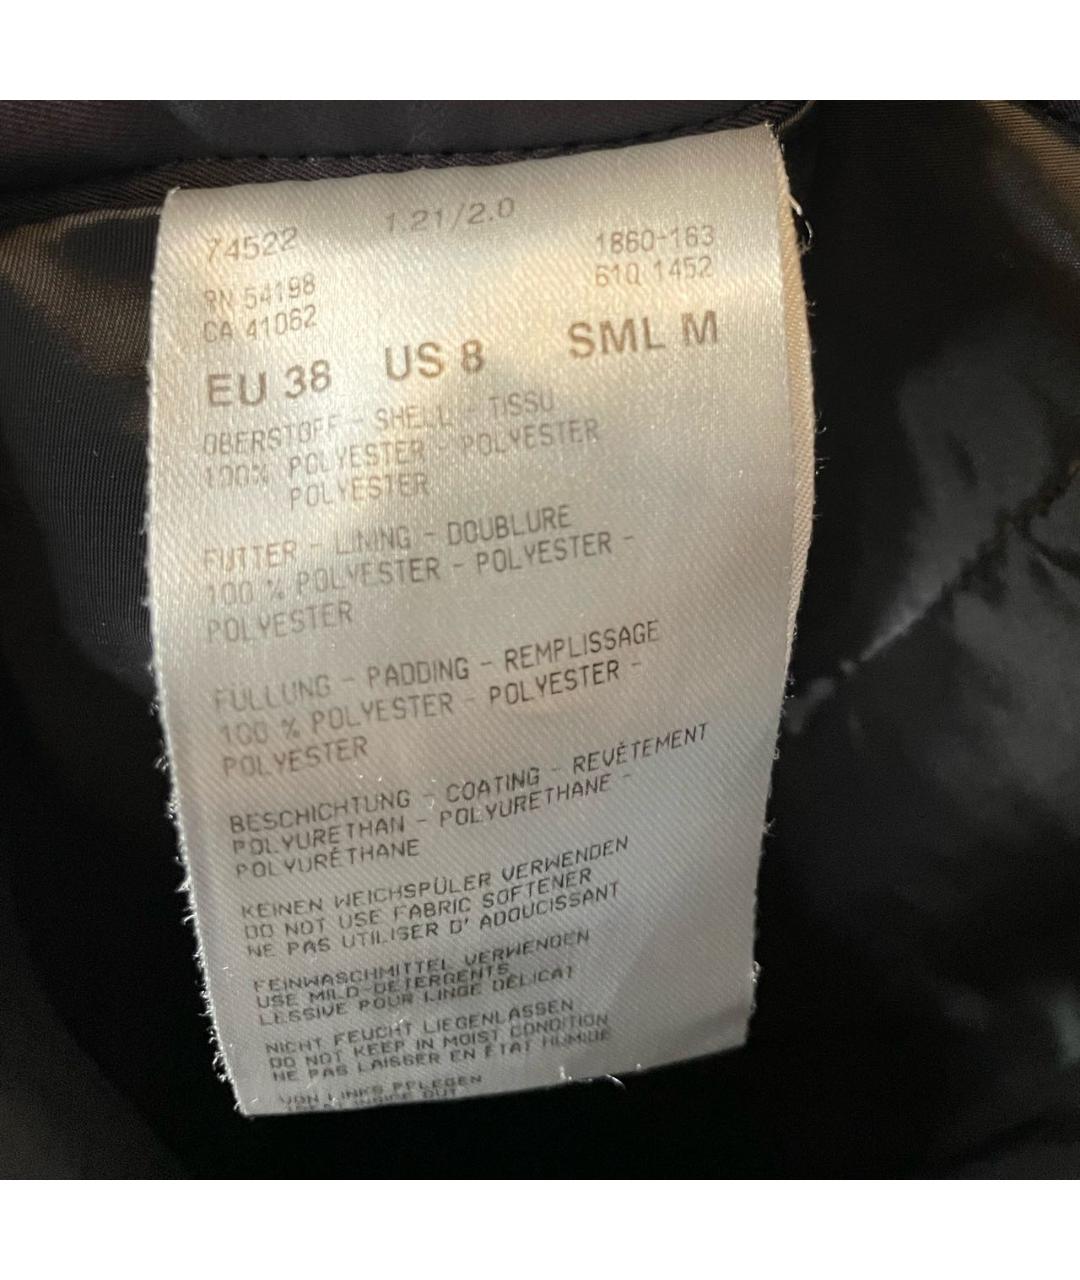 74522 1.21/2.0 1860-163
RN 54198 61Q 1452
CA 41062
EU 38 US 8 SML M
OBERSTOFF - SHELL - TISSU
100% POLYESTER - POLYESTER
POLYESTER
FUTTER - LINING - DOUBLURE
100 % POLYESTER - POLYESTER -
POLYESTER
FÜLLUNG - PADDING - REMPLISSAGE
100 % POLYESTER - POLYESTER -
POLYESTER
BESCHICHTUNG - COATING - REVÊTEMENT
POLYURETHAN - POLYURETHANE -
POLYURÉTHANE
KEINEN WEICHSPÜLER VERWENDEN
DO NOT USE FABRIC SOFTENER
NE PAS UTILISER D' ADOUCISSANT
FEINWASCHMITTEL VERWENDEN
USE MILD-DETERGENTS
LESSIVE POUR LINGE DÉLICAT
NICHT FEUCHT LIEGENLASSEN
DO NOT KEEP IN MOIST CONDITION
NE PAS LAISSER EN ÉTAT HUMIDE
VON LINKS PFLEGEN
INSIDE OUT